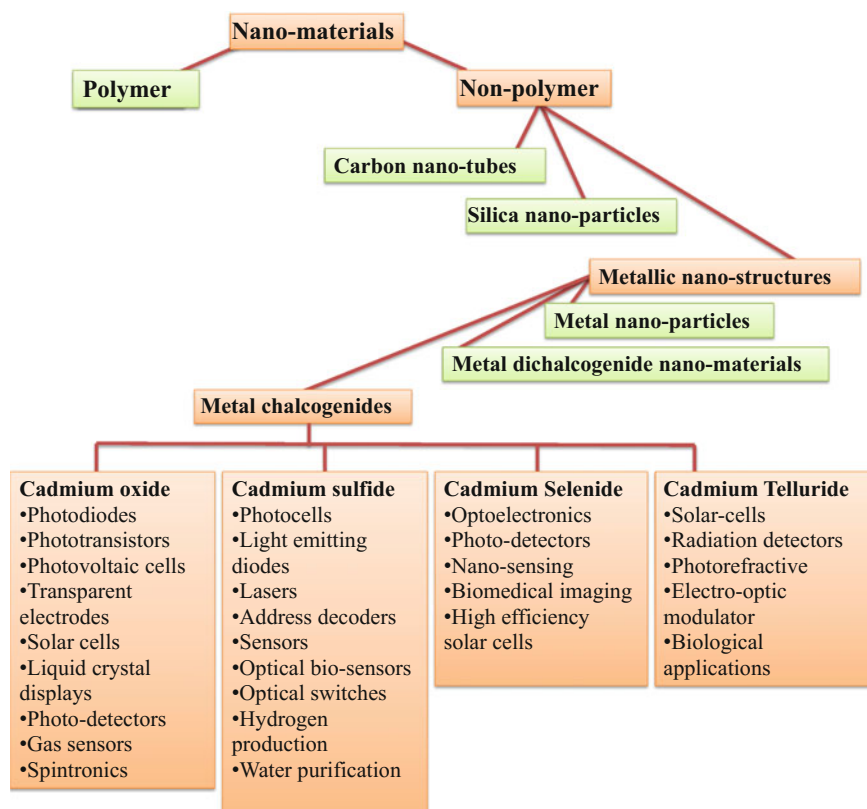 Nano-materials
Polymer
Non-polymer
Carbon nano-tubes
Silica nano-particles
Metallic nano-structures
Metal nano-particles
Metal dichalcogenide nano-materials
Metal chalcogenides
Cadmium oxide
•Photodiodes
•Phototransistors
•Photovoltaic cells
•Transparent
electrodes
•Solar cells
•Liquid crystal
displays
•Photo-detectors
•Gas sensors
•Spintronics
Cadmium sulfide
•Photocells
•Light emitting
diodes
•Lasers
•Address decoders
•Sensors
•Optical bio-sensors
•Optical switches
•Hydrogen
production
•Water purification
Cadmium Selenide
•Optoelectronics
•Photo-detectors
•Nano-sensing
•Biomedical imaging
•High efficiency
solar cells
Cadmium Telluride
•Solar-cells
•Radiation detectors
•Photorefractive
•Electro-optic
modulator
•Biological
applications